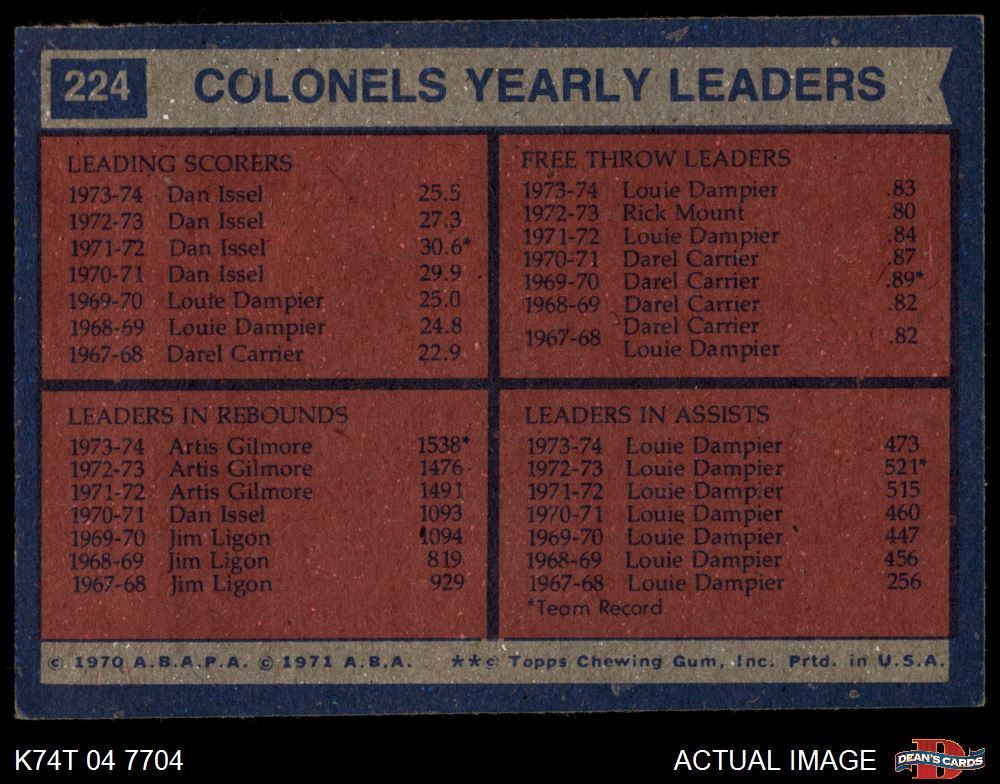 224 COLONELS YEARLY LEADERS
LEADING SCORERS
1973-74 Dan Issel 25.5
1972-73 Dan Issel 27.3
1971-72 Dan Issel 30.6*
1970-71 Dan Issel 29.9
1969-70 Louie Dampier 25.0
1968-69 Louie Dampier 24.8
1967-68 Darel Carrier 22.9
FREE THROW LEADERS
1973-74 Louie Dampier .83
1972-73 Rick Mount .80
1971-72 Louie Dampier .84
1970-71 Darel Carrier .87
1969-70 Darel Carrier .89*
1968-69 Darel Carrier .82
Darel Carrier
1967-68 .82
Louie Dampier
LEADERS IN REBOUNDS
1973-74 Artis Gilmore 1538*
1972-73 Artis Gilmore 1476
1971-72 Artis Gilmore 1491
1970-71 Dan Issel 1093
1969-70 Jim Ligon 1094
1968-69 Jim Ligon 819
1967-68 Jim Ligon 929
LEADERS IN ASSISTS
1973-74 Louie Dampier 473
1972-73 Louie Dampier 521*
1971-72 Louie Dampier 515
1970-71 Louie Dampier 460
1969-70 Louie Dampier 447
1968-69 Louie Dampier 456
1967-68 Louie Dampier 256
*Team Record
© 1970 A.B.A.P.A. © 1971 A.B.A. **© Topps Chewing Gum, Inc. Prtd. in U.S.A.
K74T 04 7704 ACTUAL IMAGE DEAN'S CARDS